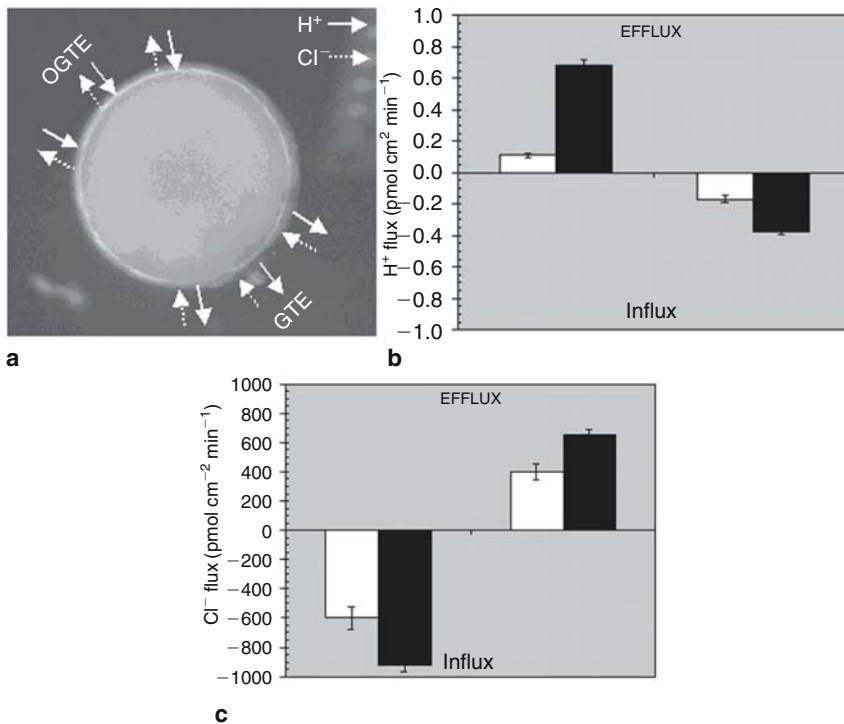 H⁺
Cl⁻
OGTE
GTE
a
EFFLUX
1.0
0.8
0.6
0.4
0.2
0.0
−0.2
−0.4
−0.6
−0.8
−1.0
H⁺ flux (pmol cm² min⁻¹)
Influx
b
EFFLUX
1000
800
600
400
200
0
−200
−400
−600
−800
−1000
Cl⁻ flux (pmol cm⁻² min⁻¹)
Influx
c